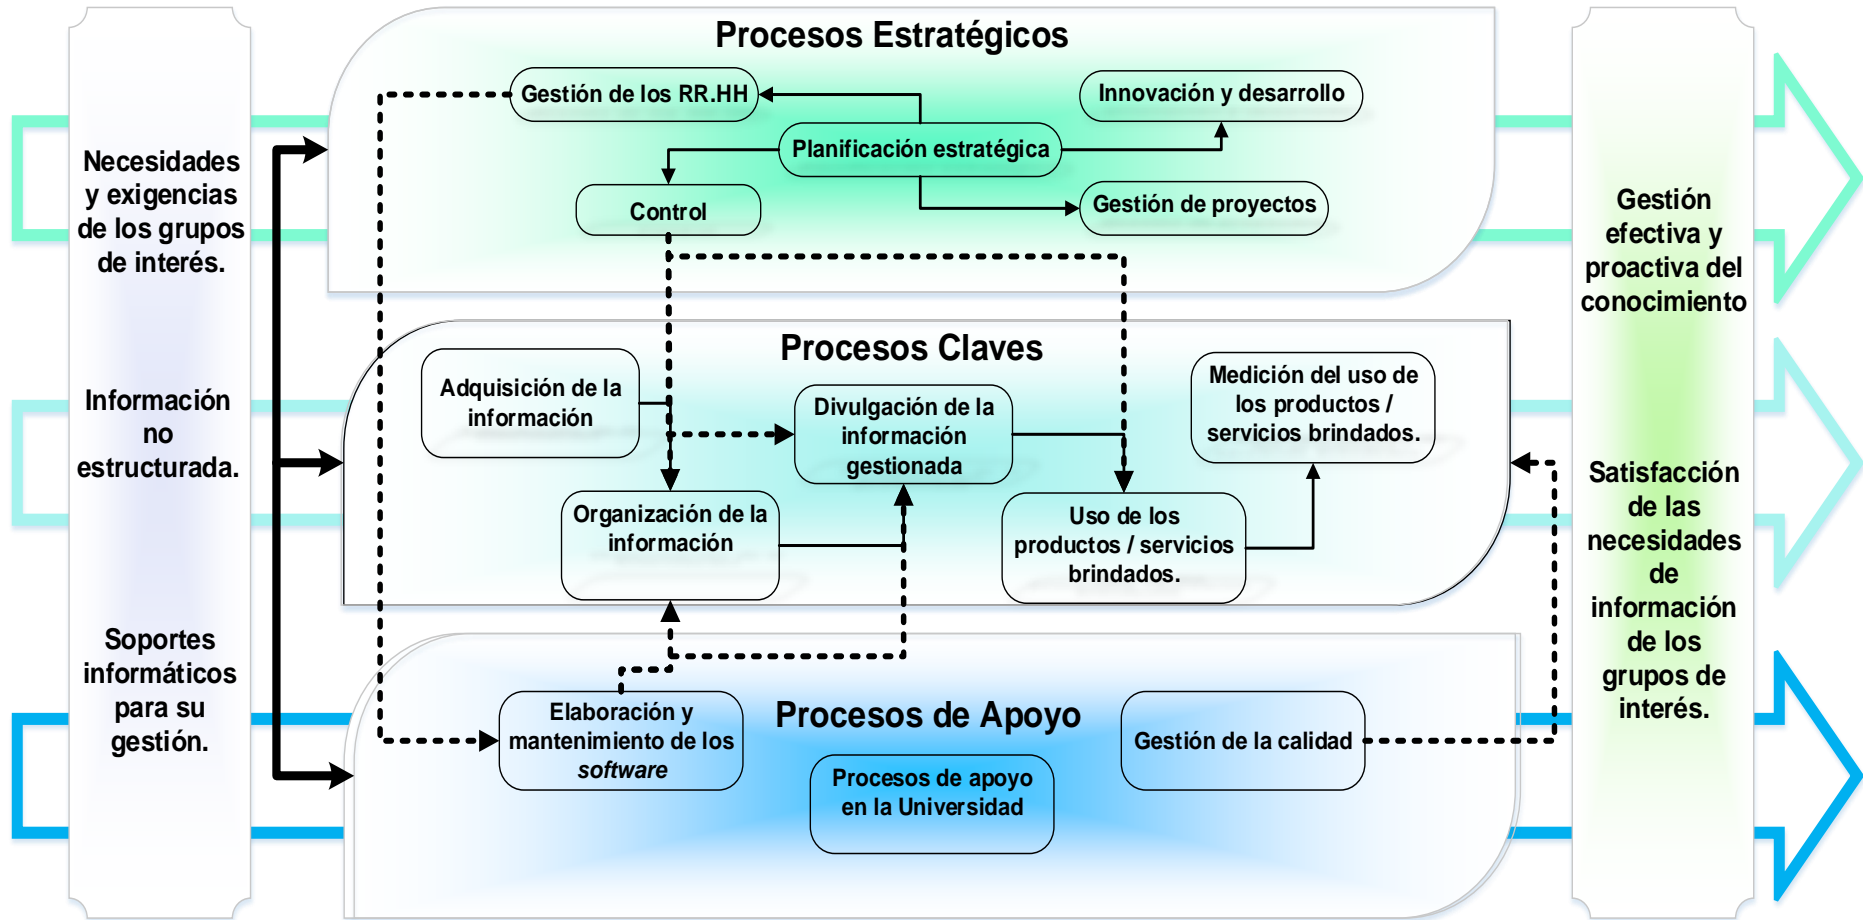 Procesos Estratégicos
Gestión de los RR.HH
Innovación y desarrollo
Planificación estratégica
Control
Gestión de proyectos
Necesidades
y exigencias
de los grupos
de interés.
Información
no
estructurada.
Soportes
informáticos
para su
gestión.
Procesos Claves
Adquisición de la
información
Divulgación de la
información
gestionada
Medición del uso de
los productos /
servicios brindados.
Organización de la
información
Uso de los
productos / servicios
brindados.
Procesos de Apoyo
Elaboración y
mantenimiento de los
software
Procesos de apoyo
en la Universidad
Gestión de la calidad
Gestión
efectiva y
proactiva del
conocimiento
Satisfacción
de las
necesidades
de
información
de los
grupos de
interés.